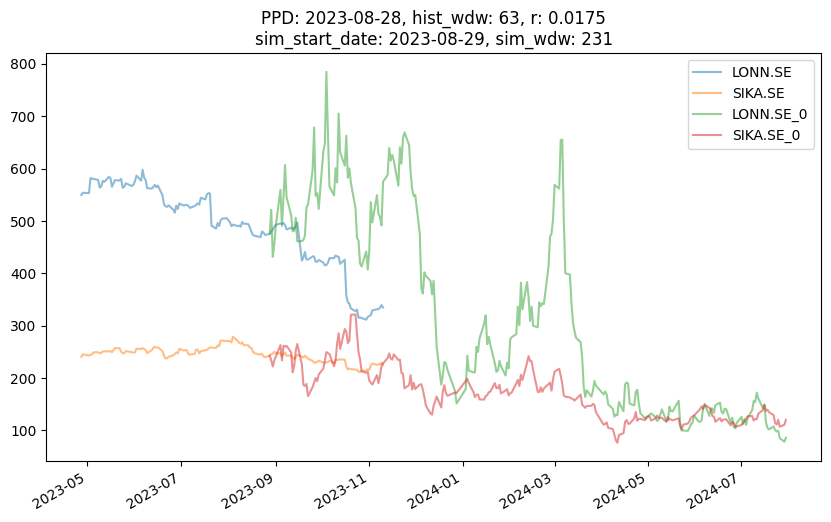 PPD: 2023-08-28, hist_wdw: 63, r: 0.0175
sim_start_date: 2023-08-29, sim_wdw: 231
LONN.SE
SIKA.SE
LONN.SE_0
SIKA.SE_0
800
700
600
500
400
300
200
100
2023-05
2023-07
2023-09
2023-11
2024-01
2024-03
2024-05
2024-07